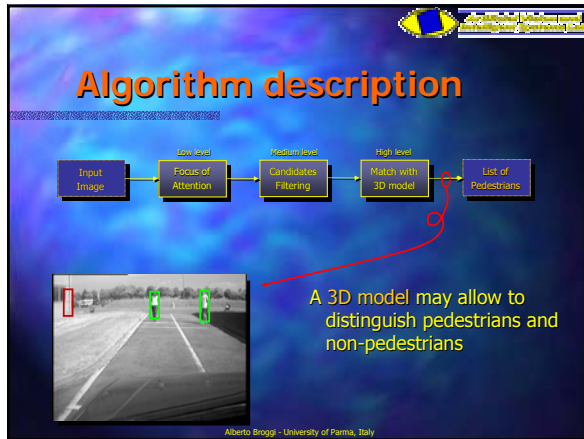 Algorithm description
Low level
Medium level
High level
Input
Image
Focus of
Attention
Candidates
Filtering
Match with
3D model
List of
Pedestrians
A 3D model may allow to
distinguish pedestrians and
non-pedestrians
Alberto Broggi - University of Parma, Italy